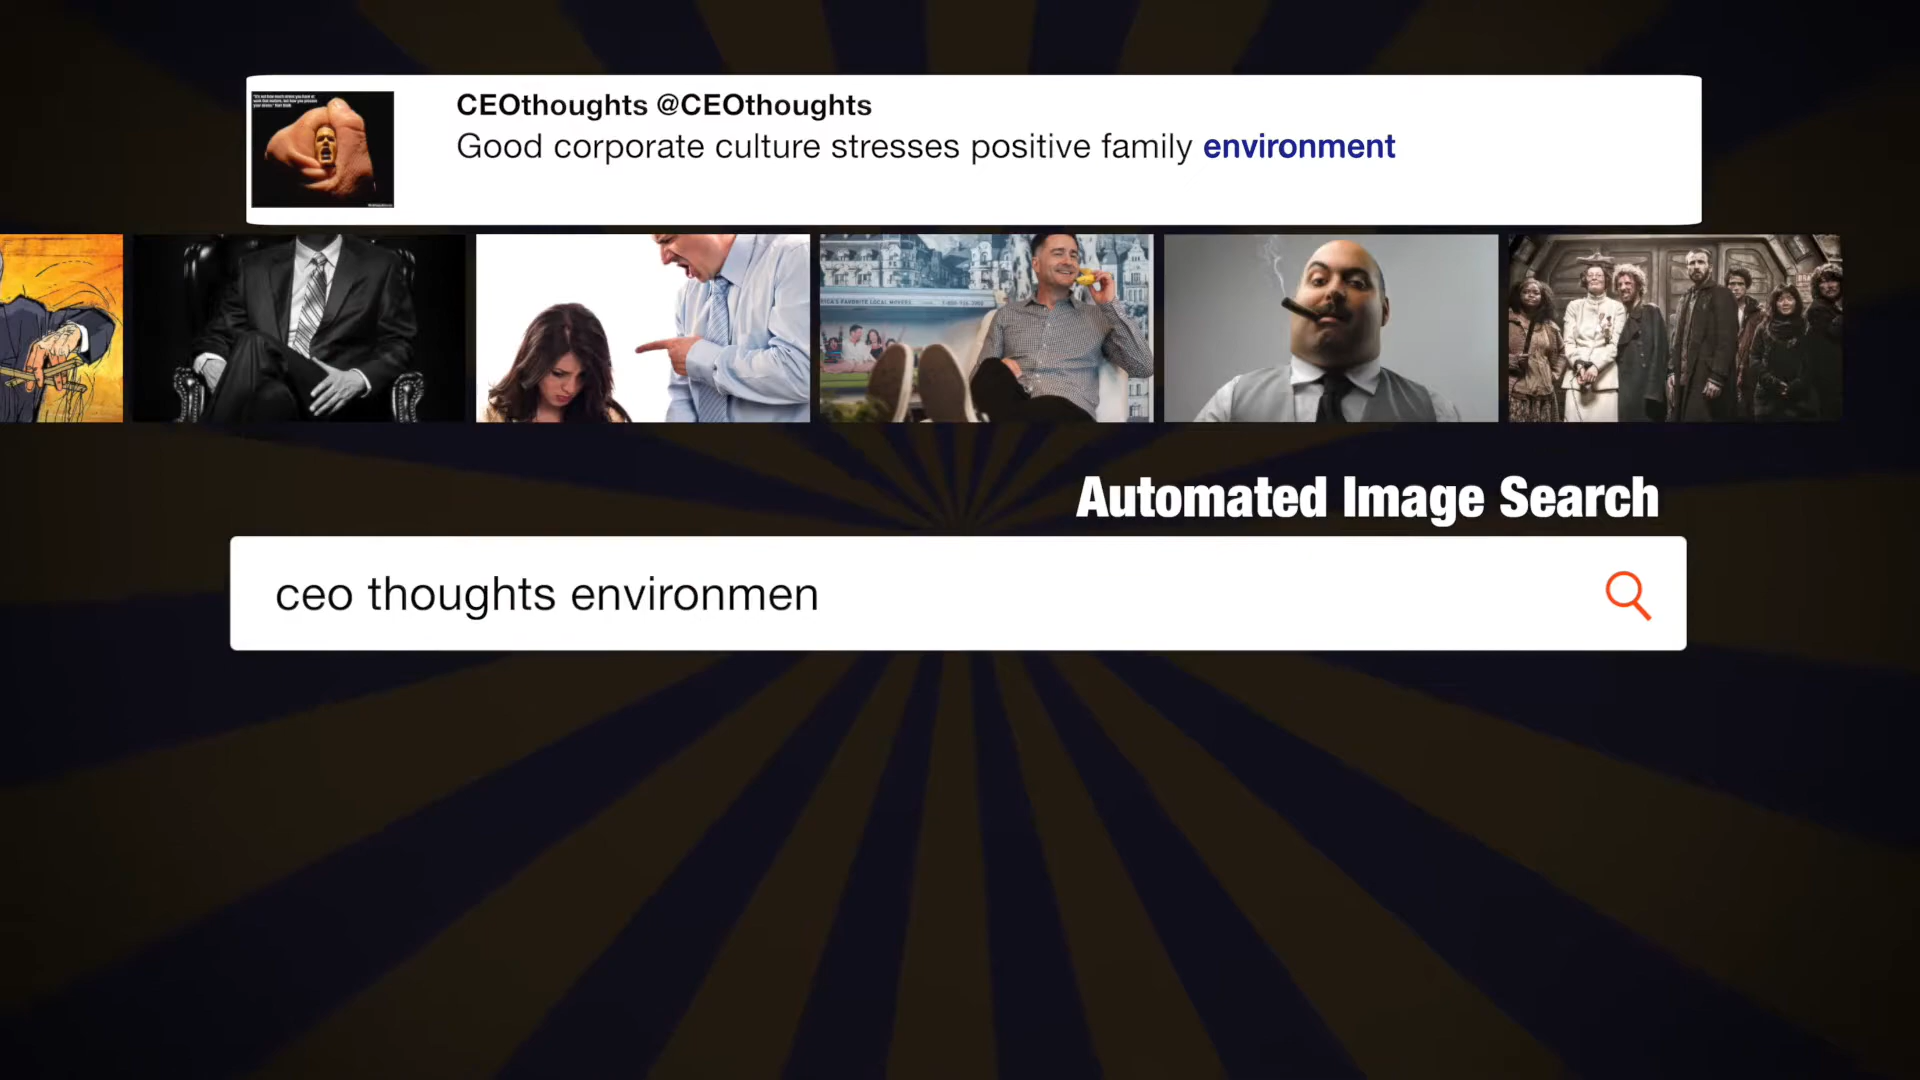 CEOthoughts @CEOthoughts
Good corporate culture stresses positive family environment
Automated Image Search
ceo thoughts environmen